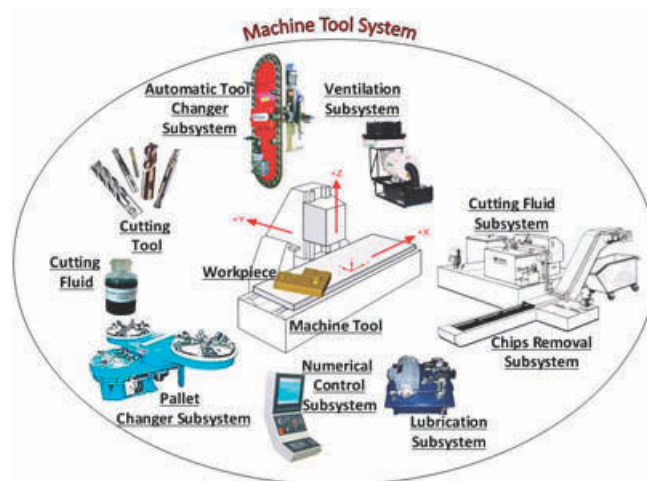 Machine Tool System
Automatic Tool
Changer
Subsystem
Ventilation
Subsystem
Cutting
Tool
Cutting Fluid
Subsystem
+Z
+Y
+X
Cutting
Fluid
Workpiece
Machine Tool
Chips Removal
Subsystem
Pallet
Changer Subsystem
Numerical
Control
Subsystem
Lubrication
Subsystem